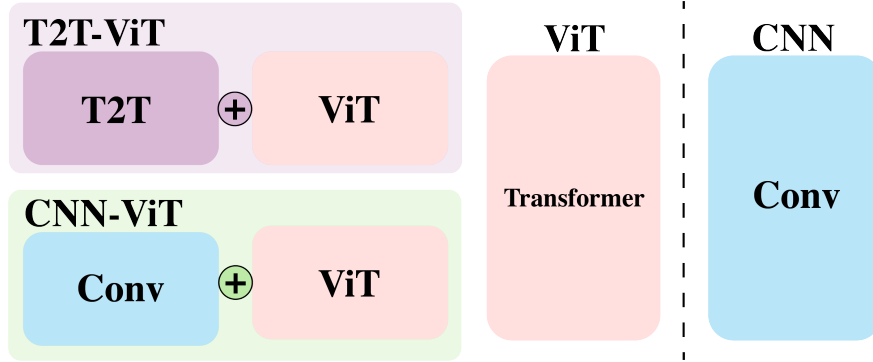 T2T-ViT
T2T + ViT
CNN-ViT
Conv + ViT
ViT
Transformer
CNN
Conv